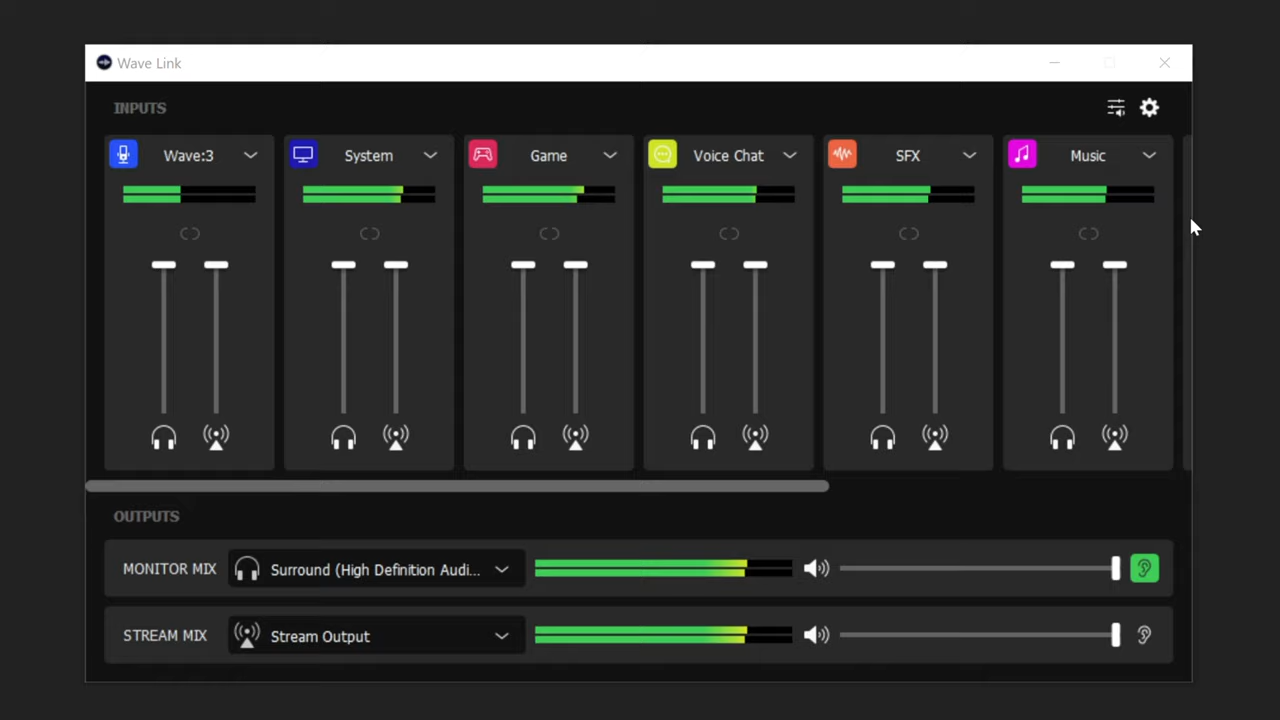 Wave Link
INPUTS
Wave:3
System
Game
Voice Chat
SFX
Music
OUTPUTS
MONITOR MIX
Surround (High Definition Audi...
STREAM MIX
Stream Output